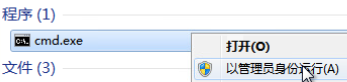 程序 (1)
cmd.exe
打开(O)
以管理员身份运行(A)
文件 (3)